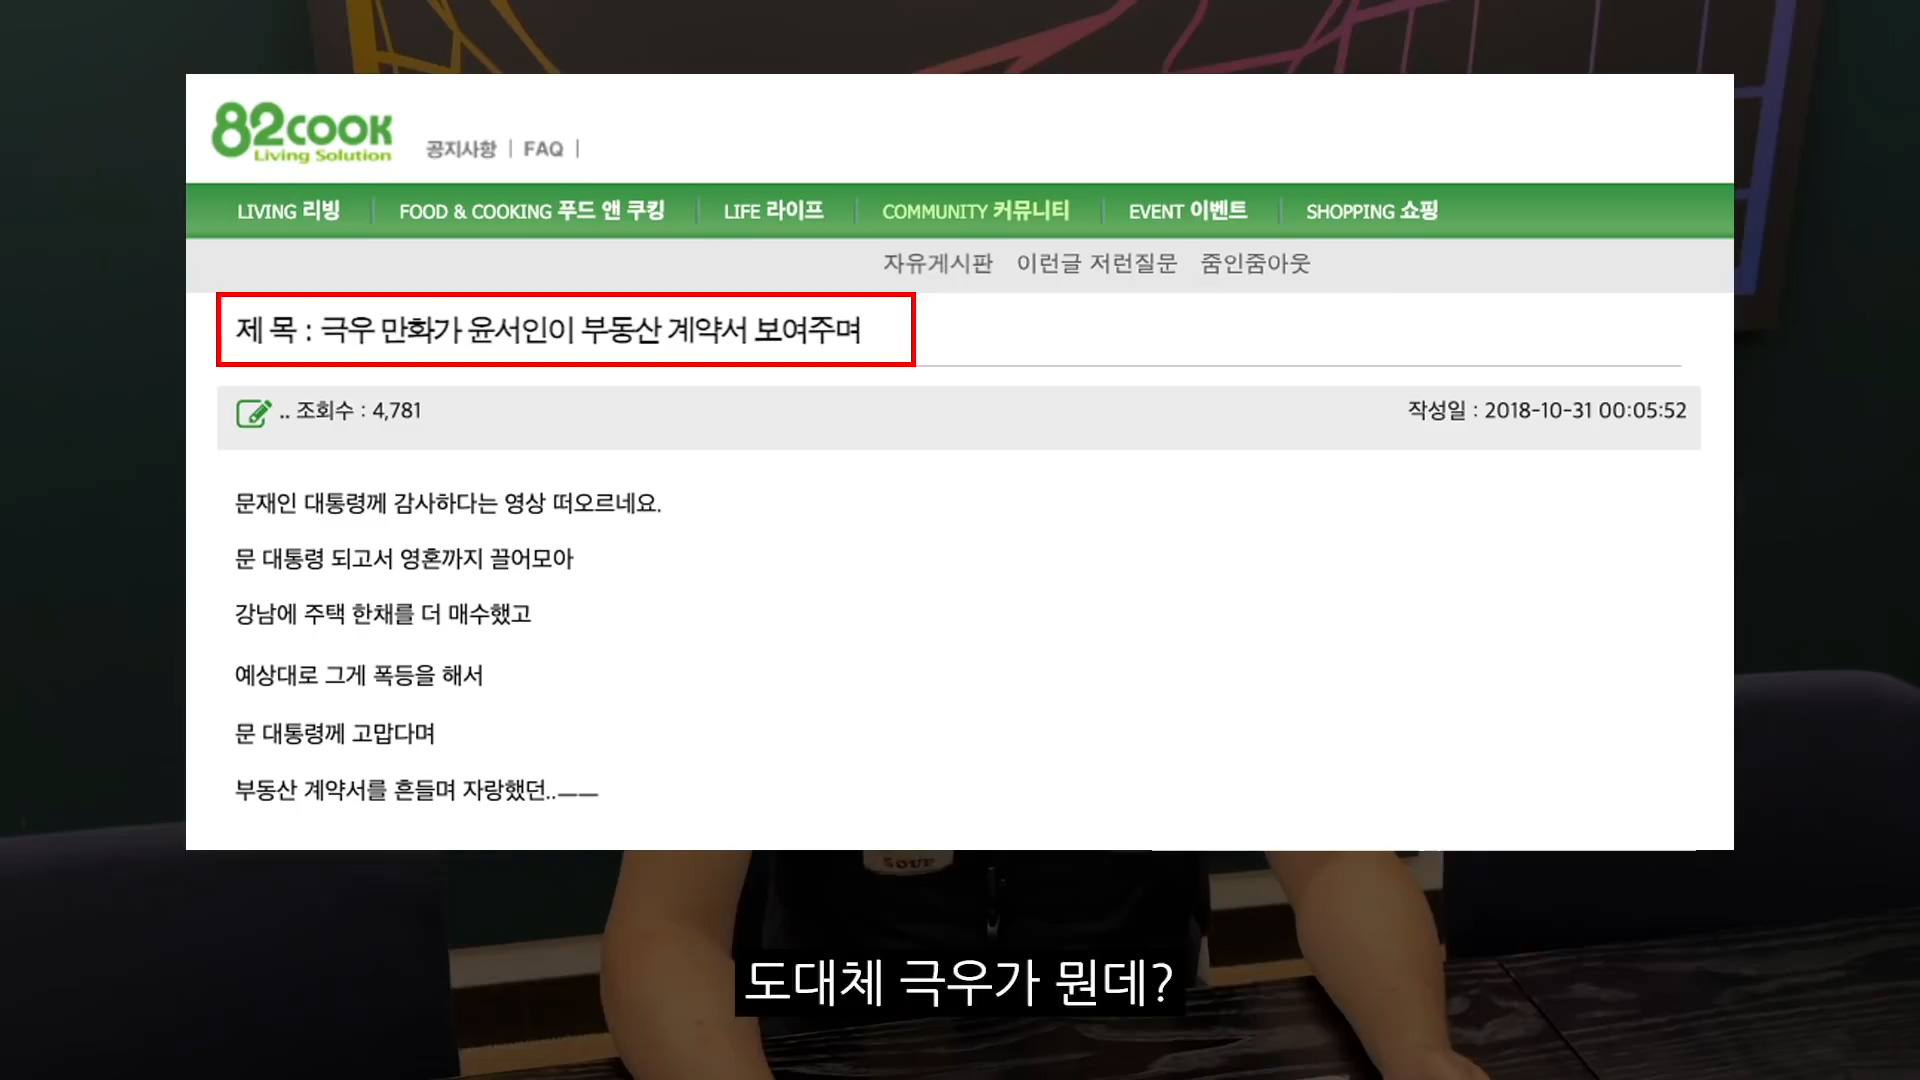 82COOK
Living Solution
공지사항 | FAQ |
LIVING 리빙 | FOOD & COOKING 푸드 앤 쿠킹 | LIFE 라이프 | COMMUNITY 커뮤니티 | EVENT 이벤트 | SHOPPING 쇼핑
자유게시판 이런글 저런질문 줌인줌아웃
제 목 : 극우 만화가 윤서인이 부동산 계약서 보여주며
.. 조회수 : 4,781
작성일 : 2018-10-31 00:05:52
문재인 대통령께 감사하다는 영상 떠오르네요.
문 대통령 되고서 영혼까지 끌어모아
강남에 주택 한채를 더 매수했고
예상대로 그게 폭등을 해서
문 대통령께 고맙다며
부동산 계약서를 흔들며 자랑했던..ㅡㅡ
SOUP
도대체 극우가 뭔데?